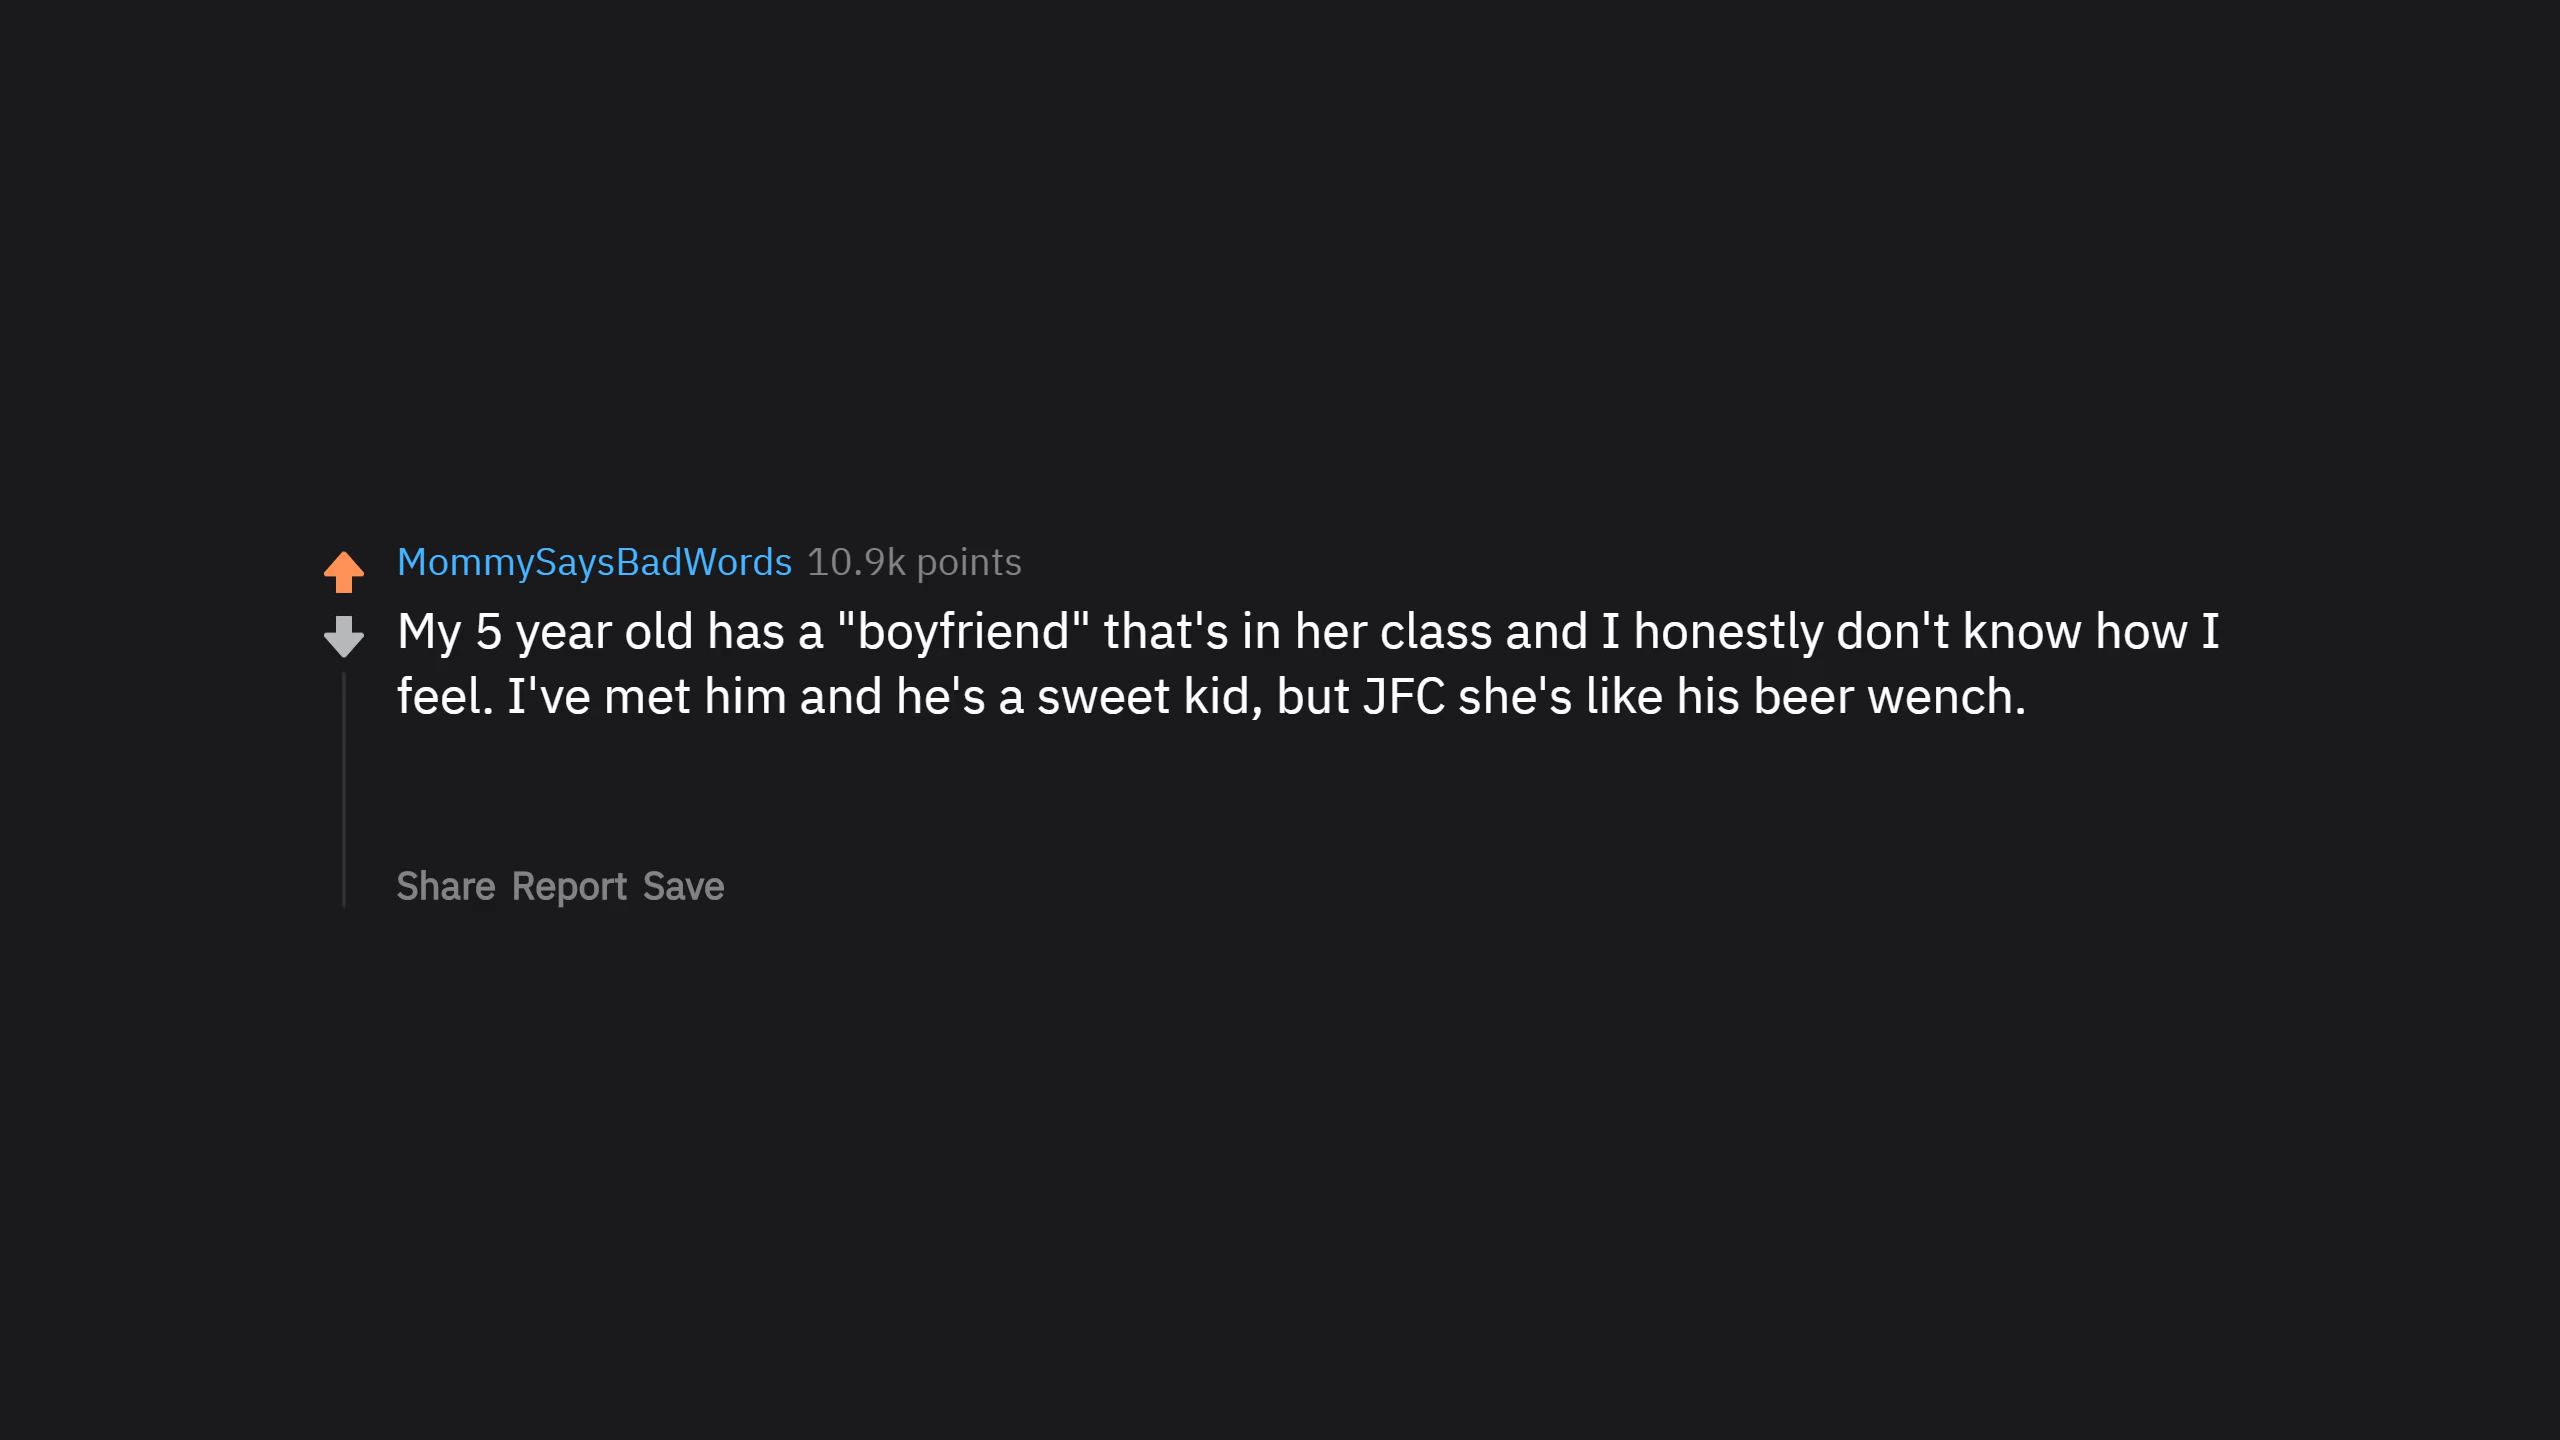 MommySaysBadWords 10.9k points
My 5 year old has a "boyfriend" that's in her class and I honestly don't know how I
feel. I've met him and he's a sweet kid, but JFC she's like his beer wench.
Share Report Save